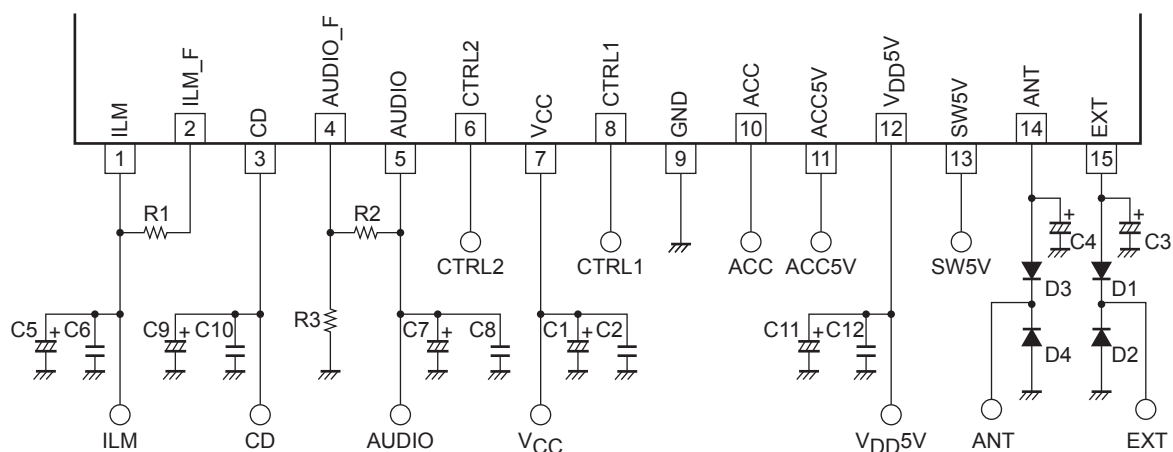 ILM
ILM_F
CD
AUDIO_F
AUDIO
CTRL2
VCC
CTRL1
GND
ACC
ACC5V
VDD5V
SW5V
ANT
EXT
1
2
3
4
5
6
7
8
9
10
11
12
13
14
15
R1
R2
+
C4
+
C3
CTRL2
CTRL1
ACC
ACC5V
SW5V
D3
D1
R3
C5
+
C6
C9
+
C10
C7
+
C8
C1
+
C2
C11
+
C12
D4
D2
ILM
CD
AUDIO
VCC
VDD5V
ANT
EXT